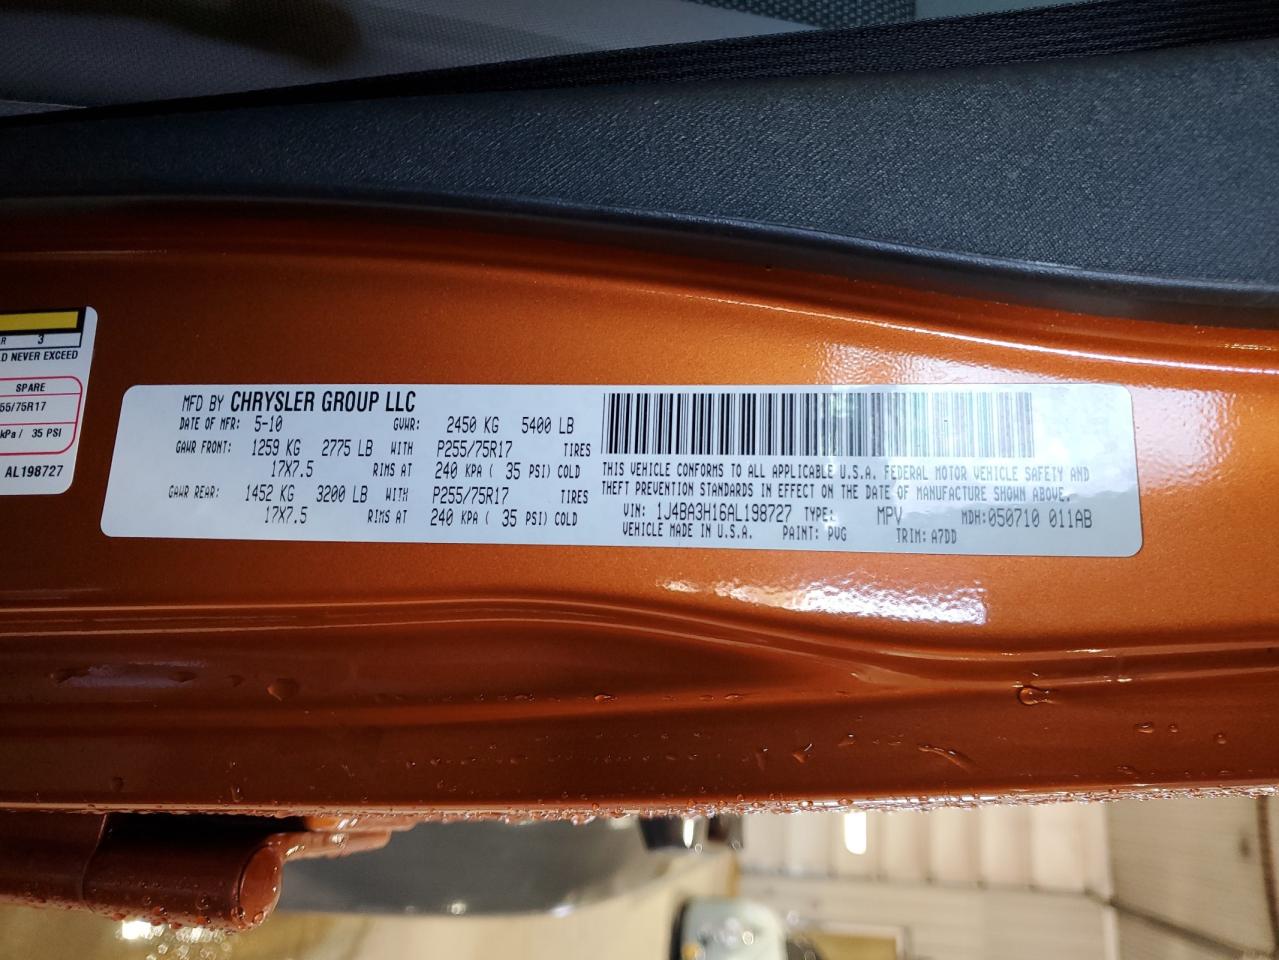 R 3
D NEVER EXCEED
SPARE
55/75R17
kPa / 35 PSI
AL198727
MFD BY CHRYSLER GROUP LLC
DATE OF MFR: 5-10 GVWR: 2450 KG 5400 LB
GAWR FRONT: 1259 KG 2775 LB WITH P255/75R17 TIRES
17X7.5 RIMS AT 240 KPA ( 35 PSI) COLD
GAWR REAR: 1452 KG 3200 LB WITH P255/75R17 TIRES
17X7.5 RIMS AT 240 KPA ( 35 PSI) COLD
THIS VEHICLE CONFORMS TO ALL APPLICABLE U.S.A. FEDERAL MOTOR VEHICLE SAFETY AND
THEFT PREVENTION STANDARDS IN EFFECT ON THE DATE OF MANUFACTURE SHOWN ABOVE.
VIN: 1J4BA3H16AL198727 TYPE: MPV MDH:050710 011AB
VEHICLE MADE IN U.S.A. PAINT: PVG TRIM: A7DD